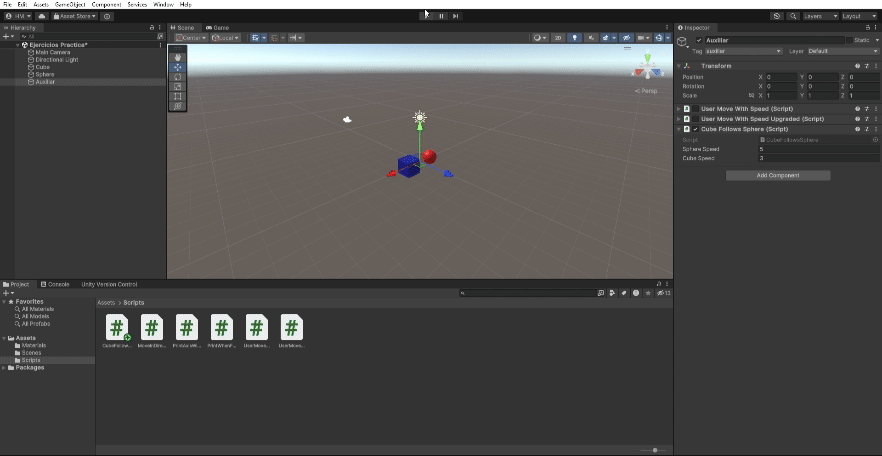 File Edit Assets GameObject Component Services Window Help
HM Asset Store Layers Layout
Hierarchy
All
Ejercicios Practica*
Main Camera
Directional Light
Cube
Sphere
Auxiliar
Scene Game
Center Local 2D
Persp
Inspector
Auxiliar Static
Tag auxiliar Layer Default
Transform
Position X 0 Y 0 Z 0
Rotation X 0 Y 0 Z 0
Scale X 1 Y 1 Z 1
User Move With Speed (Script)
User Move With Speed Upgraded (Script)
Cube Follows Sphere (Script)
Script CubeFollowsSphere
Sphere Speed 5
Cube Speed 3
Add Component
Project Console Unity Version Control
Favorites
All Materials
All Models
All Prefabs
Assets
Materials
Scenes
Scripts
Packages
Assets > Scripts
CubeFollow... MoveInDire... PrintAxisWi... PrintWhenF... UserMove... UserMove...